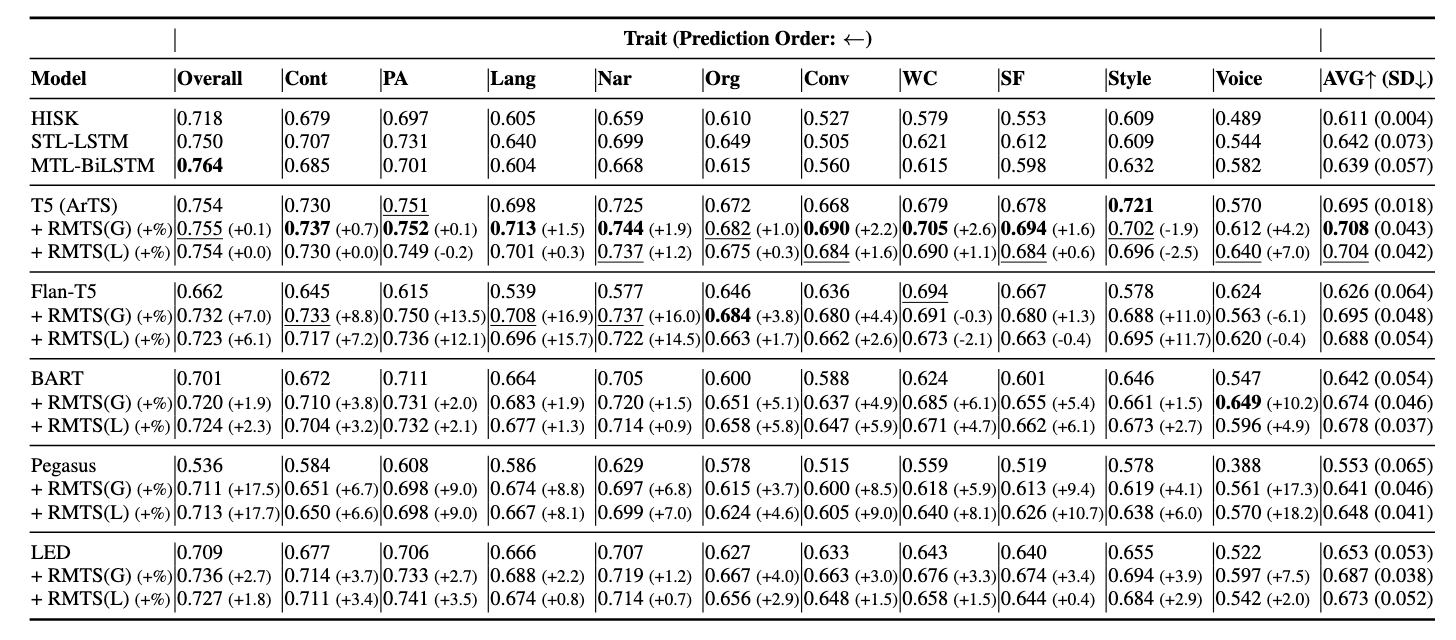 Trait (Prediction Order: ←)
Model Overall Cont PA Lang Nar Org Conv WC SF Style Voice AVG↑ (SD↓)
HISK 0.718 0.679 0.697 0.605 0.659 0.610 0.527 0.579 0.553 0.609 0.489 0.611 (0.004)
STL-LSTM 0.750 0.707 0.731 0.640 0.699 0.649 0.505 0.621 0.612 0.609 0.544 0.642 (0.073)
MTL-BiLSTM 0.764 0.685 0.701 0.604 0.668 0.615 0.560 0.615 0.598 0.632 0.582 0.639 (0.057)
T5 (ArTS) 0.754 0.730 0.751 0.698 0.725 0.672 0.668 0.679 0.678 0.721 0.570 0.695 (0.018)
+ RMTS(G) (+%) 0.755 (+0.1) 0.737 (+0.7) 0.752 (+0.1) 0.713 (+1.5) 0.744 (+1.9) 0.682 (+1.0) 0.690 (+2.2) 0.705 (+2.6) 0.694 (+1.6) 0.702 (-1.9) 0.612 (+4.2) 0.708 (0.043)
+ RMTS(L) (+%) 0.754 (+0.0) 0.730 (+0.0) 0.749 (-0.2) 0.701 (+0.3) 0.737 (+1.2) 0.675 (+0.3) 0.684 (+1.6) 0.690 (+1.1) 0.684 (+0.6) 0.696 (-2.5) 0.640 (+7.0) 0.704 (0.042)
Flan-T5 0.662 0.645 0.615 0.539 0.577 0.646 0.636 0.694 0.667 0.578 0.624 0.626 (0.064)
+ RMTS(G) (+%) 0.732 (+7.0) 0.733 (+8.8) 0.750 (+13.5) 0.708 (+16.9) 0.737 (+16.0) 0.684 (+3.8) 0.680 (+4.4) 0.691 (-0.3) 0.680 (+1.3) 0.688 (+11.0) 0.563 (-6.1) 0.695 (0.048)
+ RMTS(L) (+%) 0.723 (+6.1) 0.717 (+7.2) 0.736 (+12.1) 0.696 (+15.7) 0.722 (+14.5) 0.663 (+1.7) 0.662 (+2.6) 0.673 (-2.1) 0.663 (-0.4) 0.695 (+11.7) 0.620 (-0.4) 0.688 (0.054)
BART 0.701 0.672 0.711 0.664 0.705 0.600 0.588 0.624 0.601 0.646 0.547 0.642 (0.054)
+ RMTS(G) (+%) 0.720 (+1.9) 0.710 (+3.8) 0.731 (+2.0) 0.683 (+1.9) 0.720 (+1.5) 0.651 (+5.1) 0.637 (+4.9) 0.685 (+6.1) 0.655 (+5.4) 0.661 (+1.5) 0.649 (+10.2) 0.674 (0.046)
+ RMTS(L) (+%) 0.724 (+2.3) 0.704 (+3.2) 0.732 (+2.1) 0.677 (+1.3) 0.714 (+0.9) 0.658 (+5.8) 0.647 (+5.9) 0.671 (+4.7) 0.662 (+6.1) 0.673 (+2.7) 0.596 (+4.9) 0.678 (0.037)
Pegasus 0.536 0.584 0.608 0.586 0.629 0.578 0.515 0.559 0.519 0.578 0.388 0.553 (0.065)
+ RMTS(G) (+%) 0.711 (+17.5) 0.651 (+6.7) 0.698 (+9.0) 0.674 (+8.8) 0.697 (+6.8) 0.615 (+3.7) 0.600 (+8.5) 0.618 (+5.9) 0.613 (+9.4) 0.619 (+4.1) 0.561 (+17.3) 0.641 (0.046)
+ RMTS(L) (+%) 0.713 (+17.7) 0.650 (+6.6) 0.698 (+9.0) 0.667 (+8.1) 0.699 (+7.0) 0.624 (+4.6) 0.605 (+9.0) 0.640 (+8.1) 0.626 (+10.7) 0.638 (+6.0) 0.570 (+18.2) 0.648 (0.041)
LED 0.709 0.677 0.706 0.666 0.707 0.627 0.633 0.643 0.640 0.655 0.522 0.653 (0.053)
+ RMTS(G) (+%) 0.736 (+2.7) 0.714 (+3.7) 0.733 (+2.7) 0.688 (+2.2) 0.719 (+1.2) 0.667 (+4.0) 0.663 (+3.0) 0.676 (+3.3) 0.674 (+3.4) 0.694 (+3.9) 0.597 (+7.5) 0.687 (0.038)
+ RMTS(L) (+%) 0.727 (+1.8) 0.711 (+3.4) 0.741 (+3.5) 0.674 (+0.8) 0.714 (+0.7) 0.656 (+2.9) 0.648 (+1.5) 0.658 (+1.5) 0.644 (+0.4) 0.684 (+2.9) 0.542 (+2.0) 0.673 (0.052)